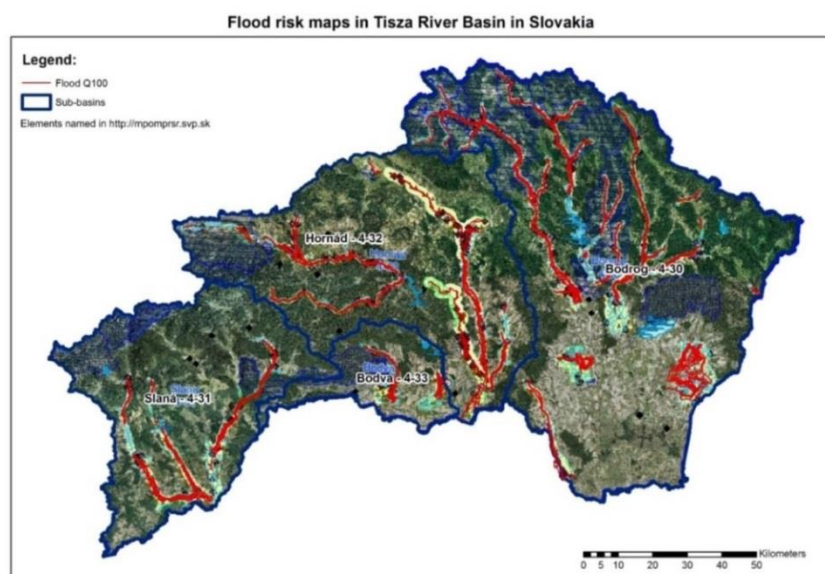 Flood risk maps in Tisza River Basin in Slovakia
Legend:
Flood Q100
Sub-basins
Elements named in http://mpomprsr.svp.sk
Hornád - 4-32
Bodrog - 4-30
Bodva - 4-33
Slaná - 4-31
Kilometers
0 5 10 20 30 40 50